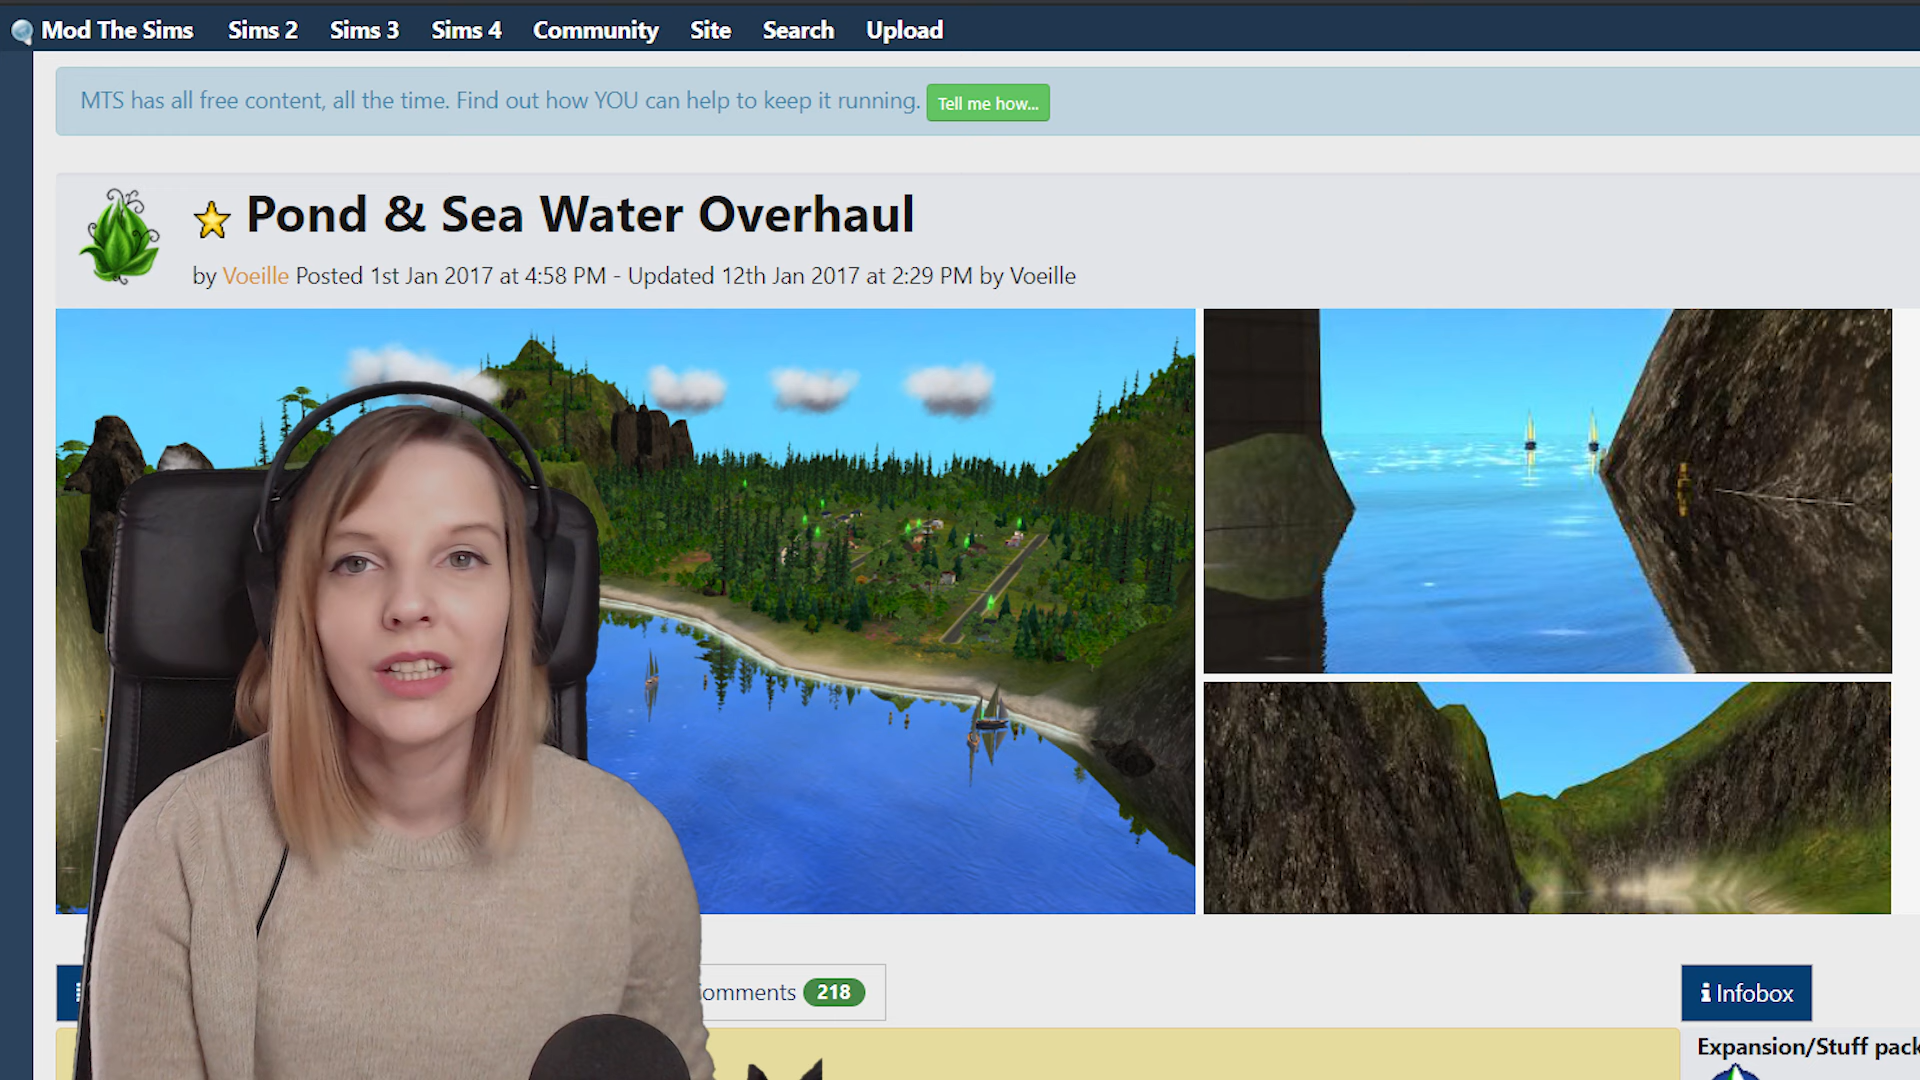 Mod The Sims Sims 2 Sims 3 Sims 4 Community Site Search Upload
MTS has all free content, all the time. Find out how YOU can help to keep it running. Tell me how...
Pond & Sea Water Overhaul
by Voeille Posted 1st Jan 2017 at 4:58 PM - Updated 12th Jan 2017 at 2:29 PM by Voeille
omments 218
Infobox
Expansion/Stuff pack